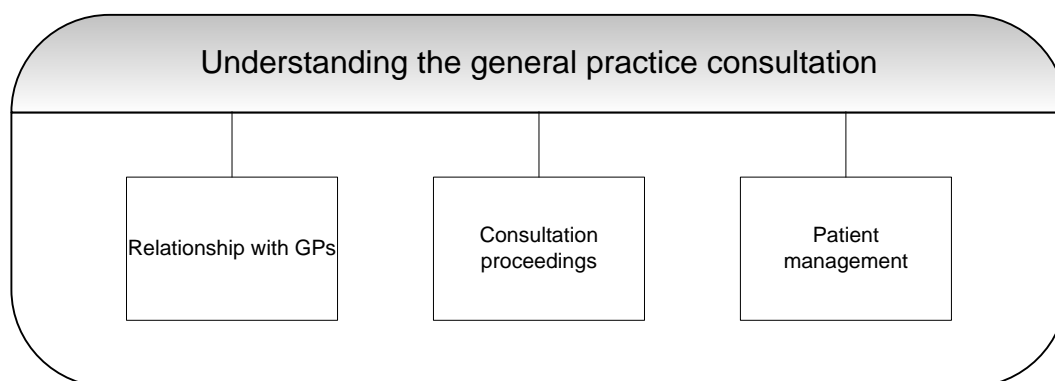 Understanding the general practice consultation
Relationship with GPs
Consultation
proceedings
Patient
management